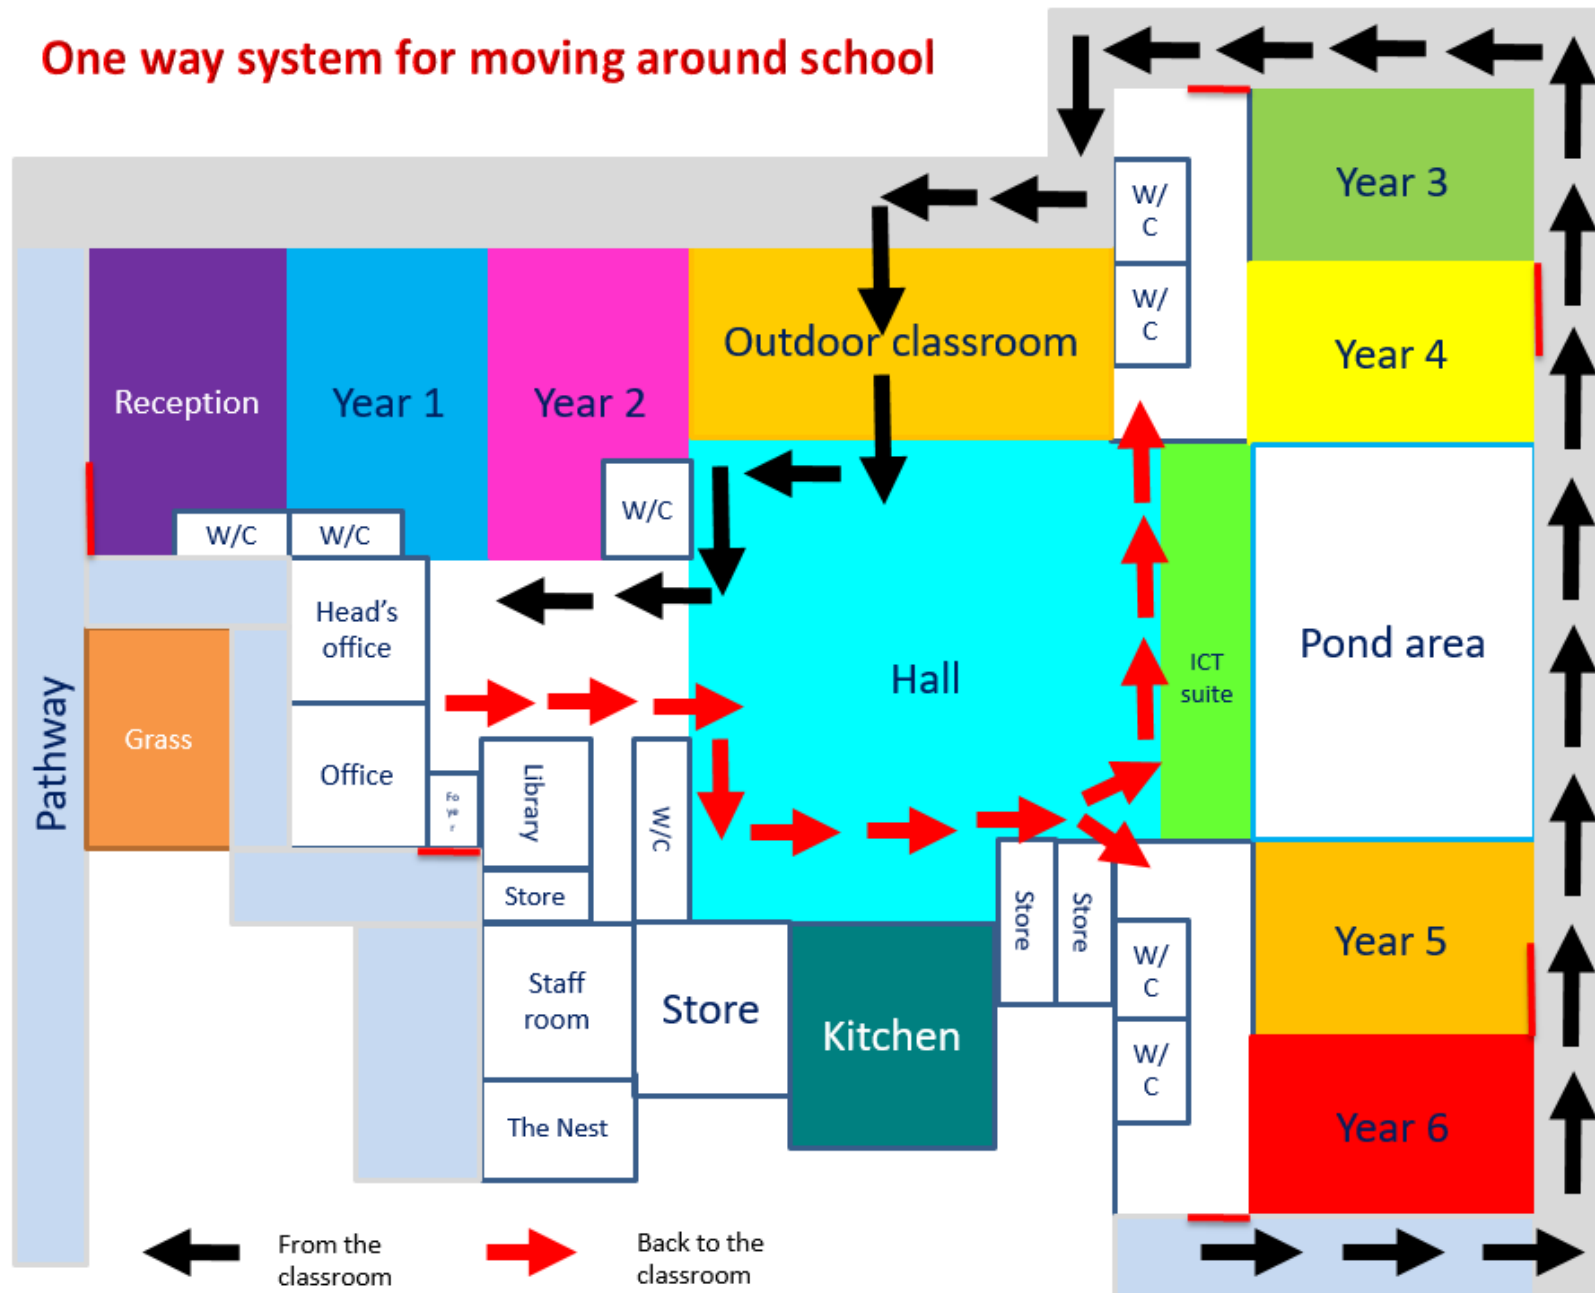 One way system for moving around school
Year 3
W/
C
W/
C
Year 4
Outdoor classroom
Reception
Year 1
Year 2
W/C
W/C
W/C
Head's
office
Hall
ICT
suite
Pond area
Pathway
Grass
Office
Fo
ye
r
Library
W/C
Store
Store
Store
Year 5
Staff
room
Store
Kitchen
W/
C
W/
C
The Nest
Year 6
From the
classroom
Back to the
classroom